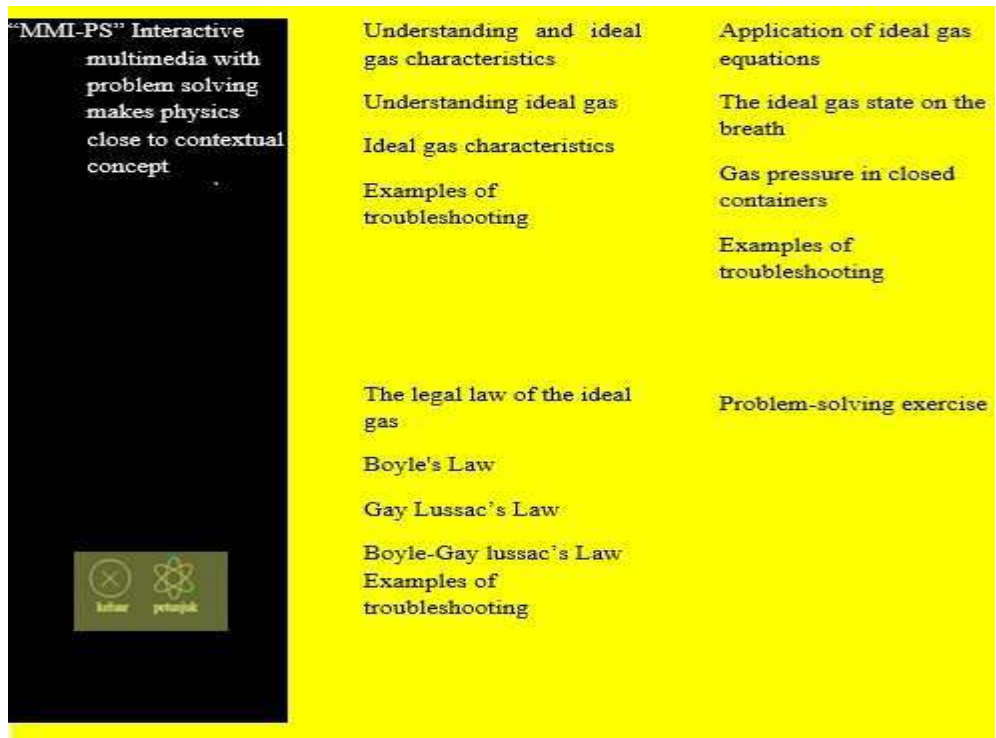 “MMI-PS” Interactive
multimedia with
problem solving
makes physics
close to contextual
concept
keluar petunjuk
Understanding and ideal
gas characteristics
Understanding ideal gas
Ideal gas characteristics
Examples of
troubleshooting
Application of ideal gas
equations
The ideal gas state on the
breath
Gas pressure in closed
containers
Examples of
troubleshooting
The legal law of the ideal
gas
Boyle's Law
Gay Lussac’s Law
Boyle-Gay lussac’s Law
Examples of
troubleshooting
Problem-solving exercise